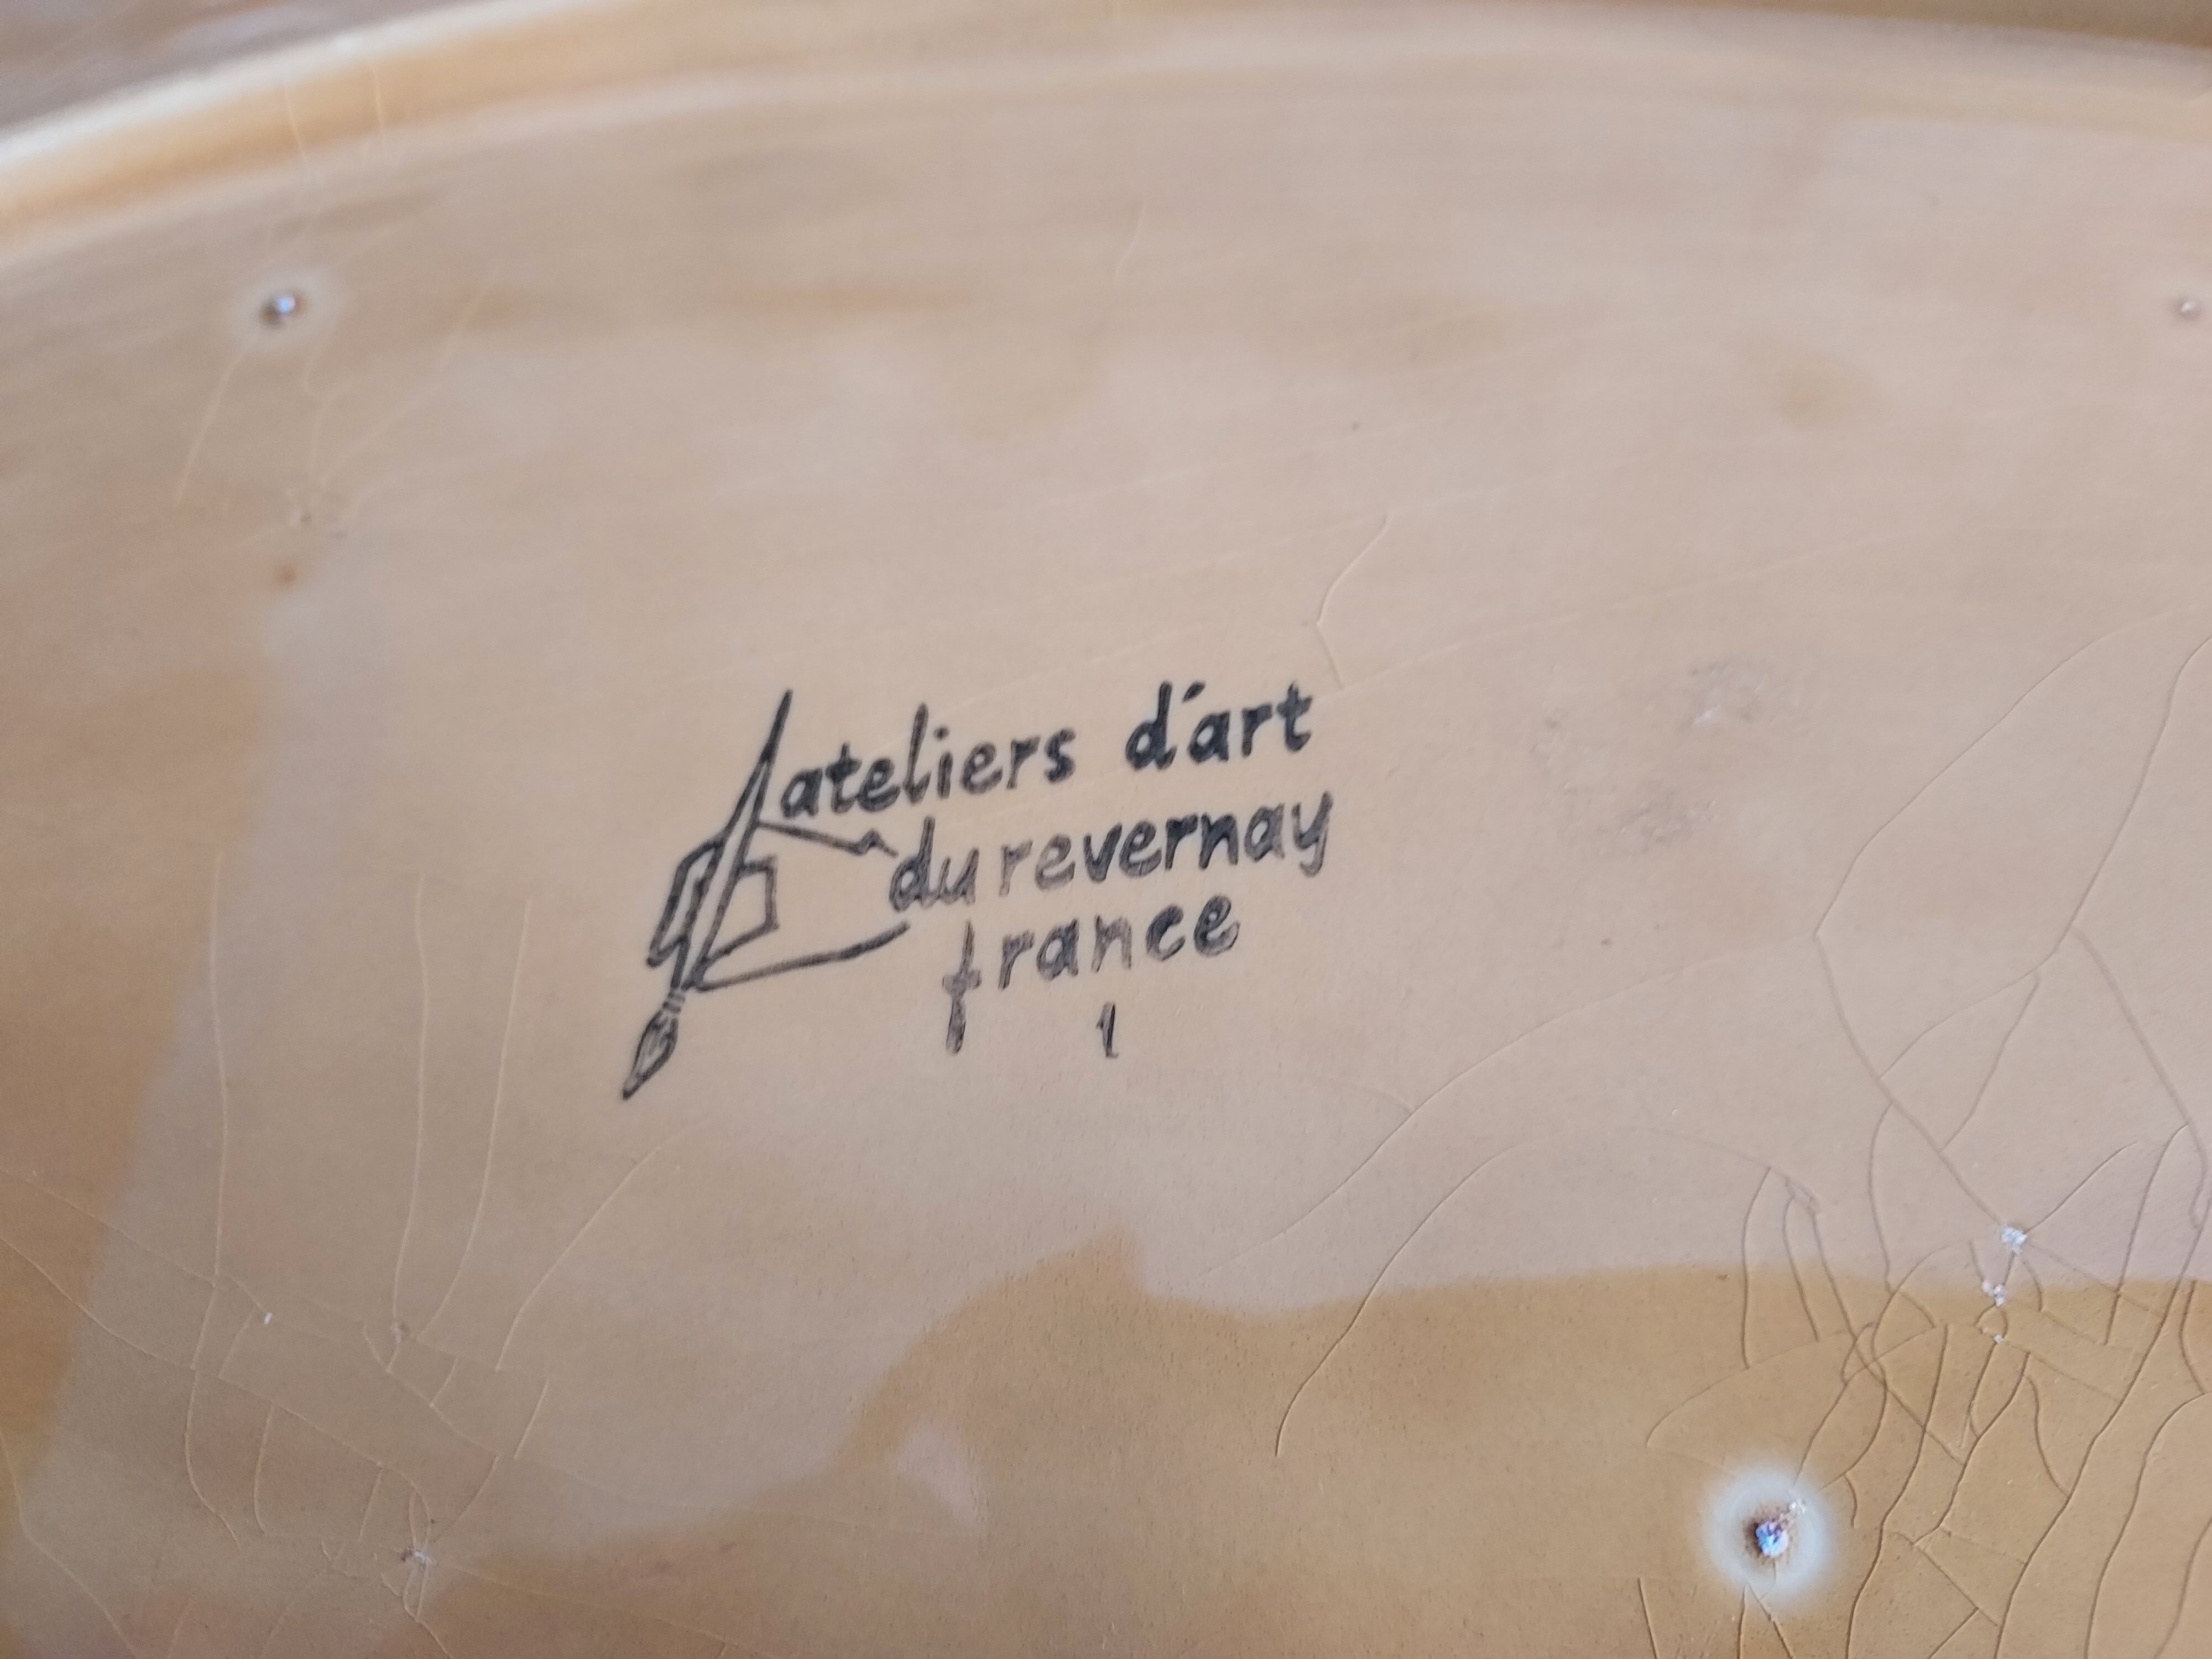 ateliers d'art
du revernay
france
1